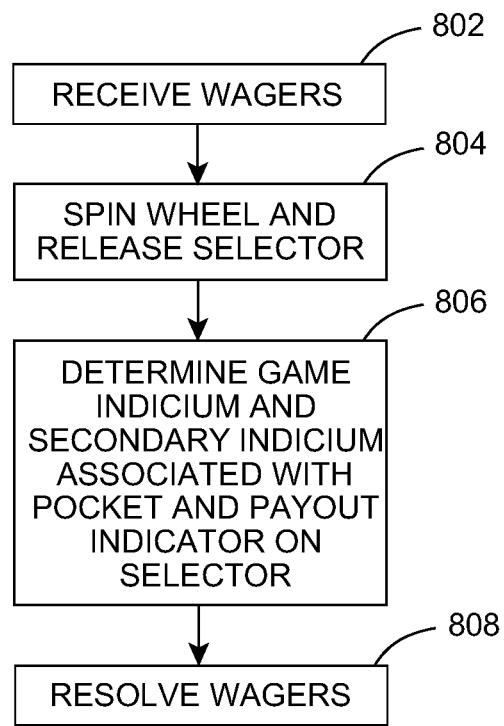 802
RECEIVE WAGERS
804
SPIN WHEEL AND
RELEASE SELECTOR
806
DETERMINE GAME
INDICIUM AND
SECONDARY INDICIUM
ASSOCIATED WITH
POCKET AND PAYOUT
INDICATOR ON
SELECTOR
808
RESOLVE WAGERS